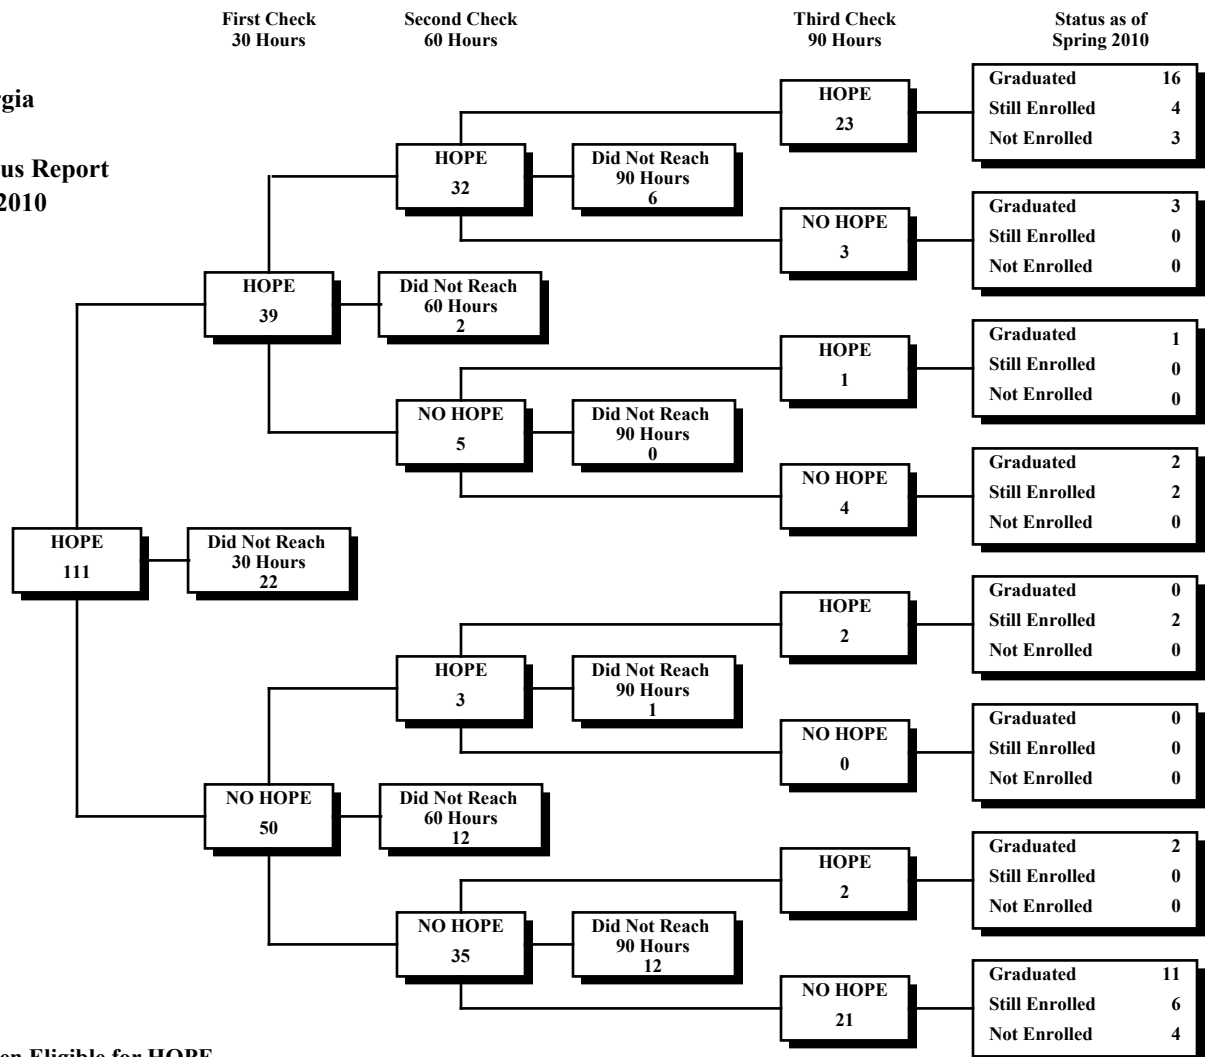 First Check
30 Hours
Second Check
60 Hours
Third Check
90 Hours
Status as of
Spring 2010
rgia
us Report
2010
HOPE
111
Did Not Reach
30 Hours
22
HOPE
39
Did Not Reach
60 Hours
2
NO HOPE
50
Did Not Reach
60 Hours
12
HOPE
32
Did Not Reach
90 Hours
6
NO HOPE
5
Did Not Reach
90 Hours
0
HOPE
3
Did Not Reach
90 Hours
1
NO HOPE
35
Did Not Reach
90 Hours
12
HOPE
23
Graduated 16
Still Enrolled 4
Not Enrolled 3
NO HOPE
3
Graduated 3
Still Enrolled 0
Not Enrolled 0
HOPE
1
Graduated 1
Still Enrolled 0
Not Enrolled 0
NO HOPE
4
Graduated 2
Still Enrolled 2
Not Enrolled 0
HOPE
2
Graduated 0
Still Enrolled 2
Not Enrolled 0
NO HOPE
0
Graduated 0
Still Enrolled 0
Not Enrolled 0
HOPE
2
Graduated 2
Still Enrolled 0
Not Enrolled 0
NO HOPE
21
Graduated 11
Still Enrolled 6
Not Enrolled 4
en Eligible for HOPE